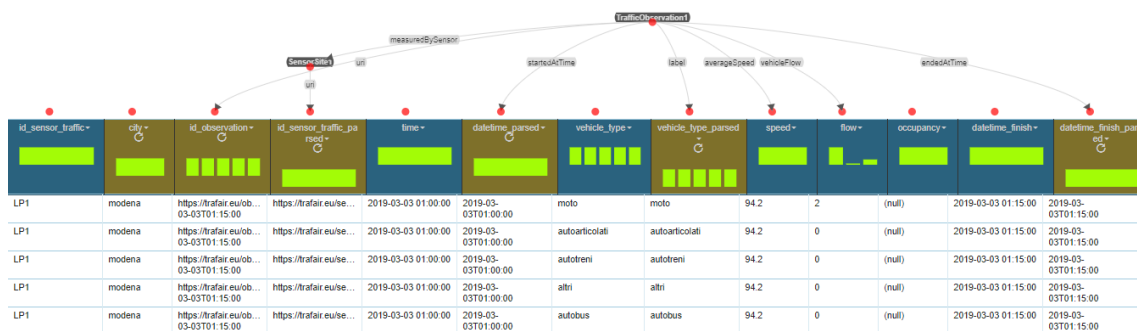 TrafficObservation1
measuredBySensor
SensorSite1
uri
startedAtTime
label
averageSpeed
vehicleFlow
endedAtTime
uri
id_sensor_traffic
city
id_observation
id_sensor_traffic_pa
rsed
time
datetime_parsed
vehicle_type
vehicle_type_parsed
speed
flow
occupancy
datetime_finish
datetime_finish_pars
ed
LP1 modena https://trafair.eu/ob... https://trafair.eu/se... 2019-03-03 01:00:00 2019-03- moto moto 94.2 2 (null) 2019-03-03 01:15:00 2019-03-
03-03T01:15:00 03T01:00:00 03T01:15:00
LP1 modena https://trafair.eu/ob... https://trafair.eu/se... 2019-03-03 01:00:00 2019-03- autoarticolati autoarticolati 94.2 0 (null) 2019-03-03 01:15:00 2019-03-
03-03T01:15:00 03T01:00:00 03T01:15:00
LP1 modena https://trafair.eu/ob... https://trafair.eu/se... 2019-03-03 01:00:00 2019-03- autotreni autotreni 94.2 0 (null) 2019-03-03 01:15:00 2019-03-
03-03T01:15:00 03T01:00:00 03T01:15:00
LP1 modena https://trafair.eu/ob... https://trafair.eu/se... 2019-03-03 01:00:00 2019-03- altri altri 94.2 0 (null) 2019-03-03 01:15:00 2019-03-
03-03T01:15:00 03T01:00:00 03T01:15:00
LP1 modena https://trafair.eu/ob... https://trafair.eu/se... 2019-03-03 01:00:00 2019-03- autobus autobus 94.2 0 (null) 2019-03-03 01:15:00 2019-03-
03-03T01:15:00 03T01:00:00 03T01:15:00